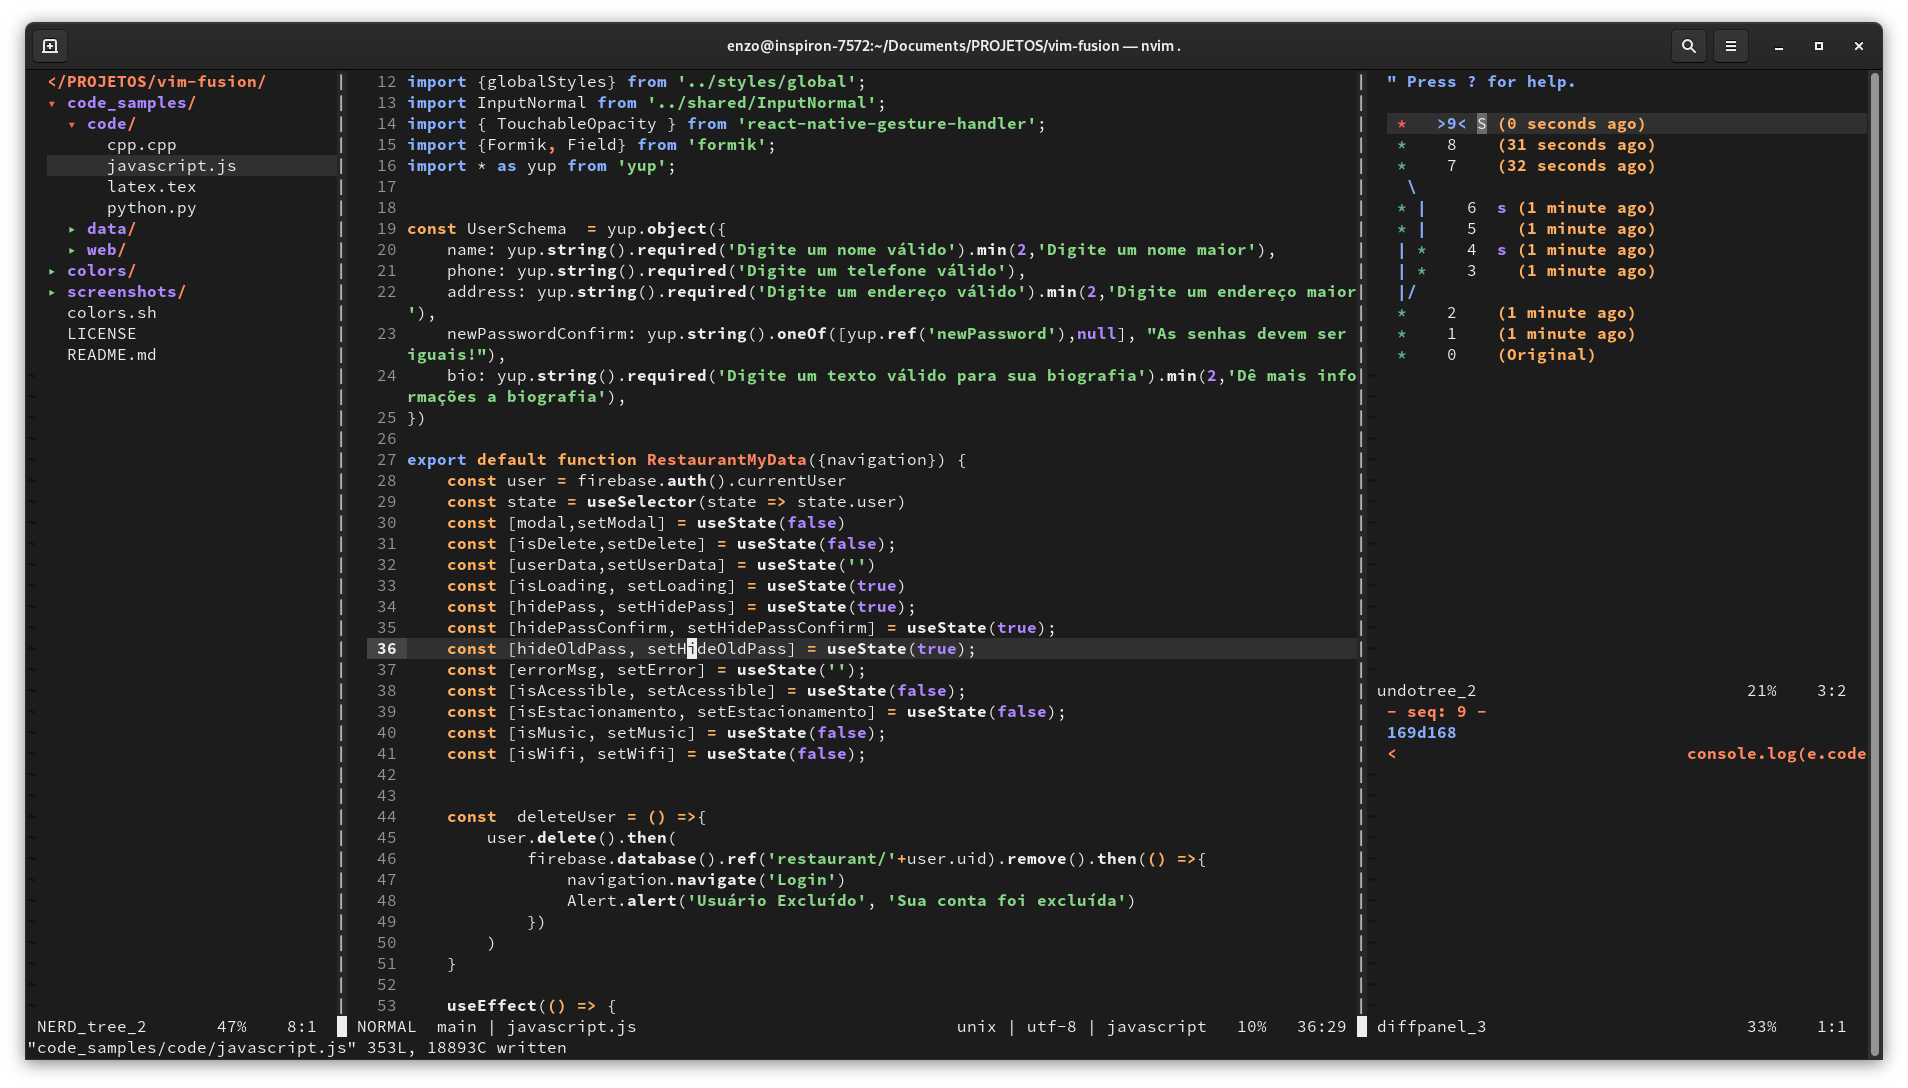 enzo@inspiron-7572:~/Documents/PROJETOS/vim-fusion — nvim .
</PROJETOS/vim-fusion/
▾ code_samples/
▾ code/
cpp.cpp
javascript.js
latex.tex
python.py
▸ data/
▸ web/
▸ colors/
▸ screenshots/
colors.sh
LICENSE
README.md
12 import {globalStyles} from '../styles/global';
13 import InputNormal from '../shared/InputNormal';
14 import { TouchableOpacity } from 'react-native-gesture-handler';
15 import {Formik, Field} from 'formik';
16 import * as yup from 'yup';
17
18
19 const UserSchema  = yup.object({
20     name: yup.string().required('Digite um nome válido').min(2,'Digite um nome maior'),
21     phone: yup.string().required('Digite um telefone válido'),
22     address: yup.string().required('Digite um endereço válido').min(2,'Digite um endereço maior
'),
23     newPasswordConfirm: yup.string().oneOf([yup.ref('newPassword'),null], "As senhas devem ser
iguais!"),
24     bio: yup.string().required('Digite um texto válido para sua biografia').min(2,'Dê mais info
rmações a biografia'),
25 })
26
27 export default function RestaurantMyData({navigation}) {
28     const user = firebase.auth().currentUser
29     const state = useSelector(state => state.user)
30     const [modal,setModal] = useState(false)
31     const [isDelete,setDelete] = useState(false);
32     const [userData,setUserData] = useState('')
33     const [isLoading, setLoading] = useState(true)
34     const [hidePass, setHidePass] = useState(true);
35     const [hidePassConfirm, setHidePassConfirm] = useState(true);
36     const [hideOldPass, setHideOldPass] = useState(true);
37     const [errorMsg, setError] = useState('');
38     const [isAcessible, setAcessible] = useState(false);
39     const [isEstacionamento, setEstacionamento] = useState(false);
40     const [isMusic, setMusic] = useState(false);
41     const [isWifi, setWifi] = useState(false);
42
43
44     const  deleteUser = () =>{
45         user.delete().then(
46             firebase.database().ref('restaurant/'+user.uid).remove().then(() =>{
47                 navigation.navigate('Login')
48                 Alert.alert('Usuário Excluído', 'Sua conta foi excluída')
49             })
50         )
51     }
52
53     useEffect(() => {
" Press ? for help.
*   >9< S (0 seconds ago)
*    8    (31 seconds ago)
*    7    (32 seconds ago)
\
* |    6  s (1 minute ago)
* |    5    (1 minute ago)
| *    4  s (1 minute ago)
| *    3    (1 minute ago)
|/
*    2    (1 minute ago)
*    1    (1 minute ago)
*    0    (Original)
undotree_2 21% 3:2
- seq: 9 -
169d168
< console.log(e.code
NERD_tree_2 47% 8:1
NORMAL  main | javascript.js unix | utf-8 | javascript 10% 36:29
diffpanel_3 33% 1:1
"code_samples/code/javascript.js" 353L, 18893C written